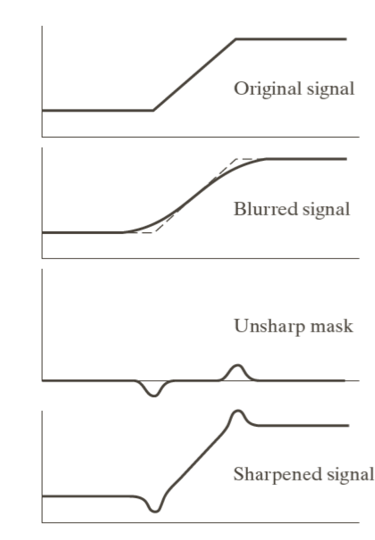 Original signal
Blurred signal
Unsharp mask
Sharpened signal